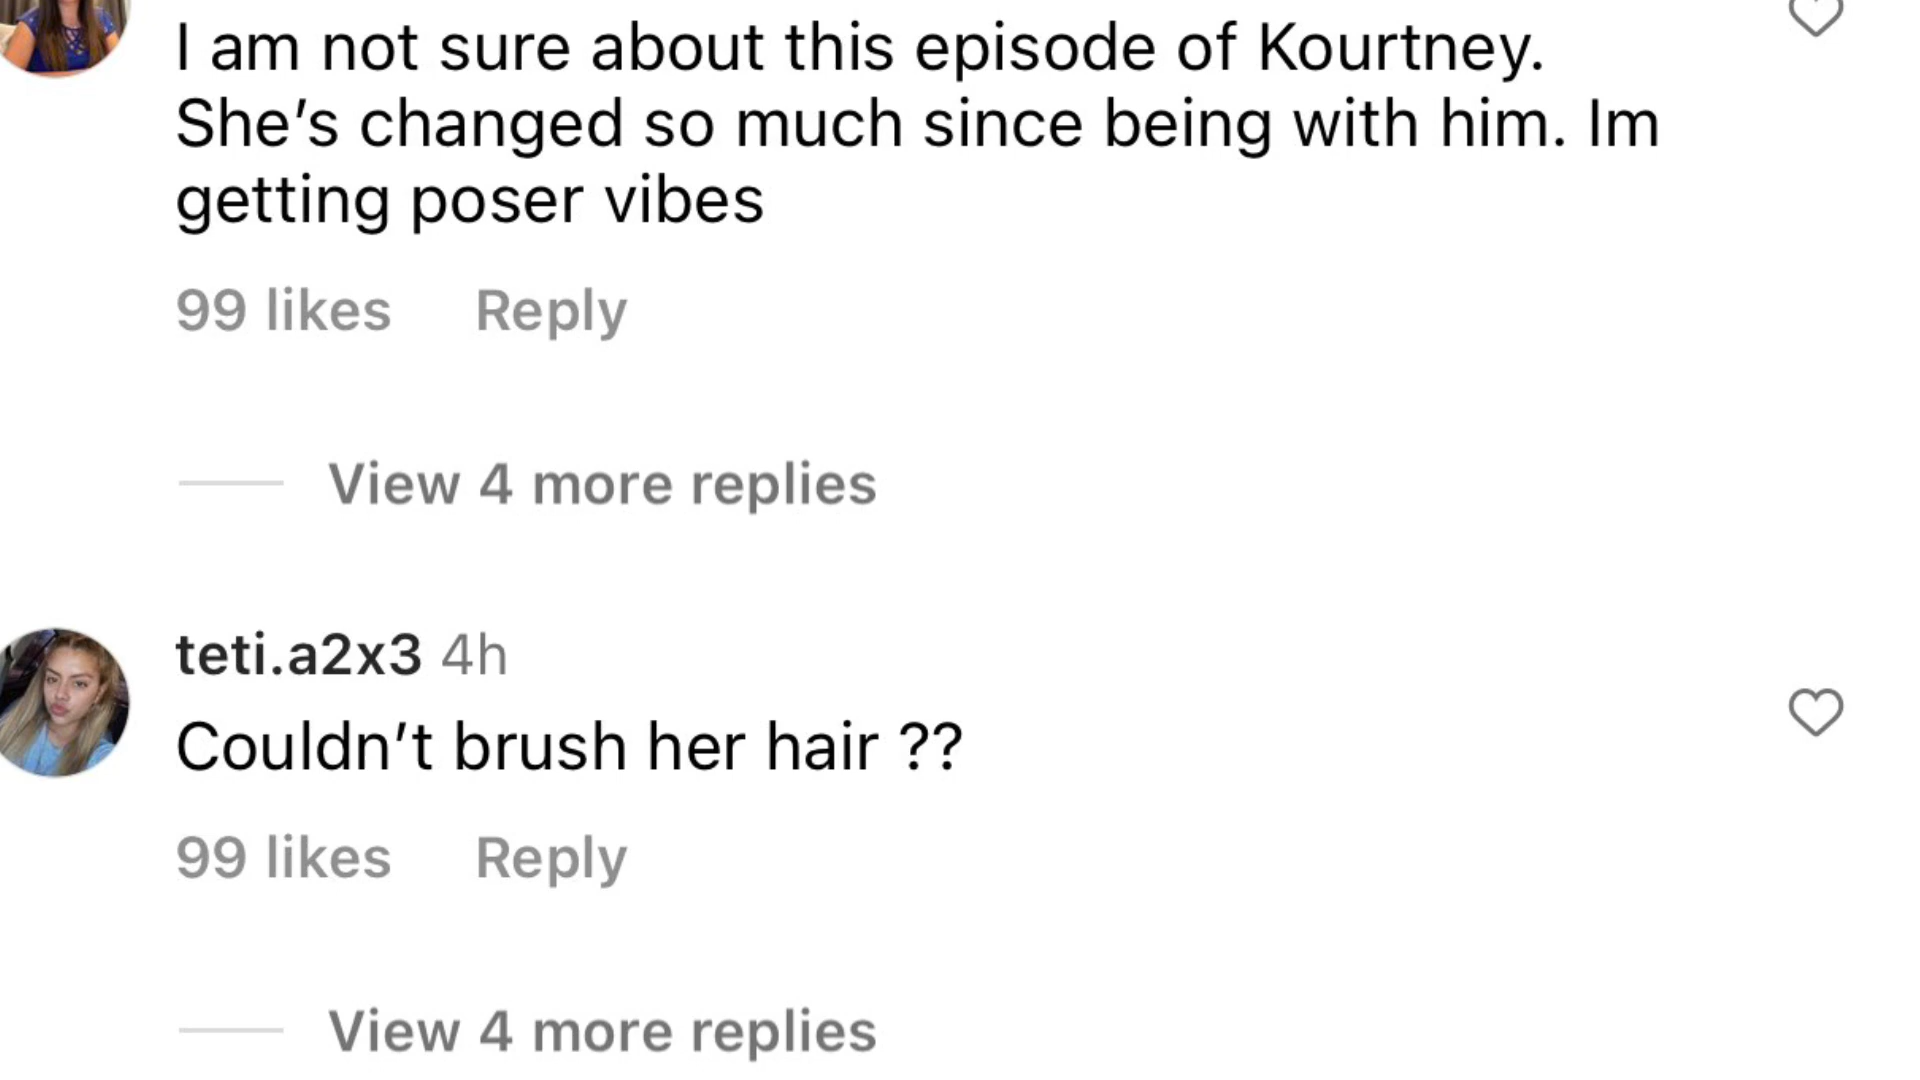 I am not sure about this episode of Kourtney.
She’s changed so much since being with him. Im
getting poser vibes
99 likes Reply
View 4 more replies
teti.a2x3 4h
Couldn’t brush her hair ??
99 likes Reply
View 4 more replies